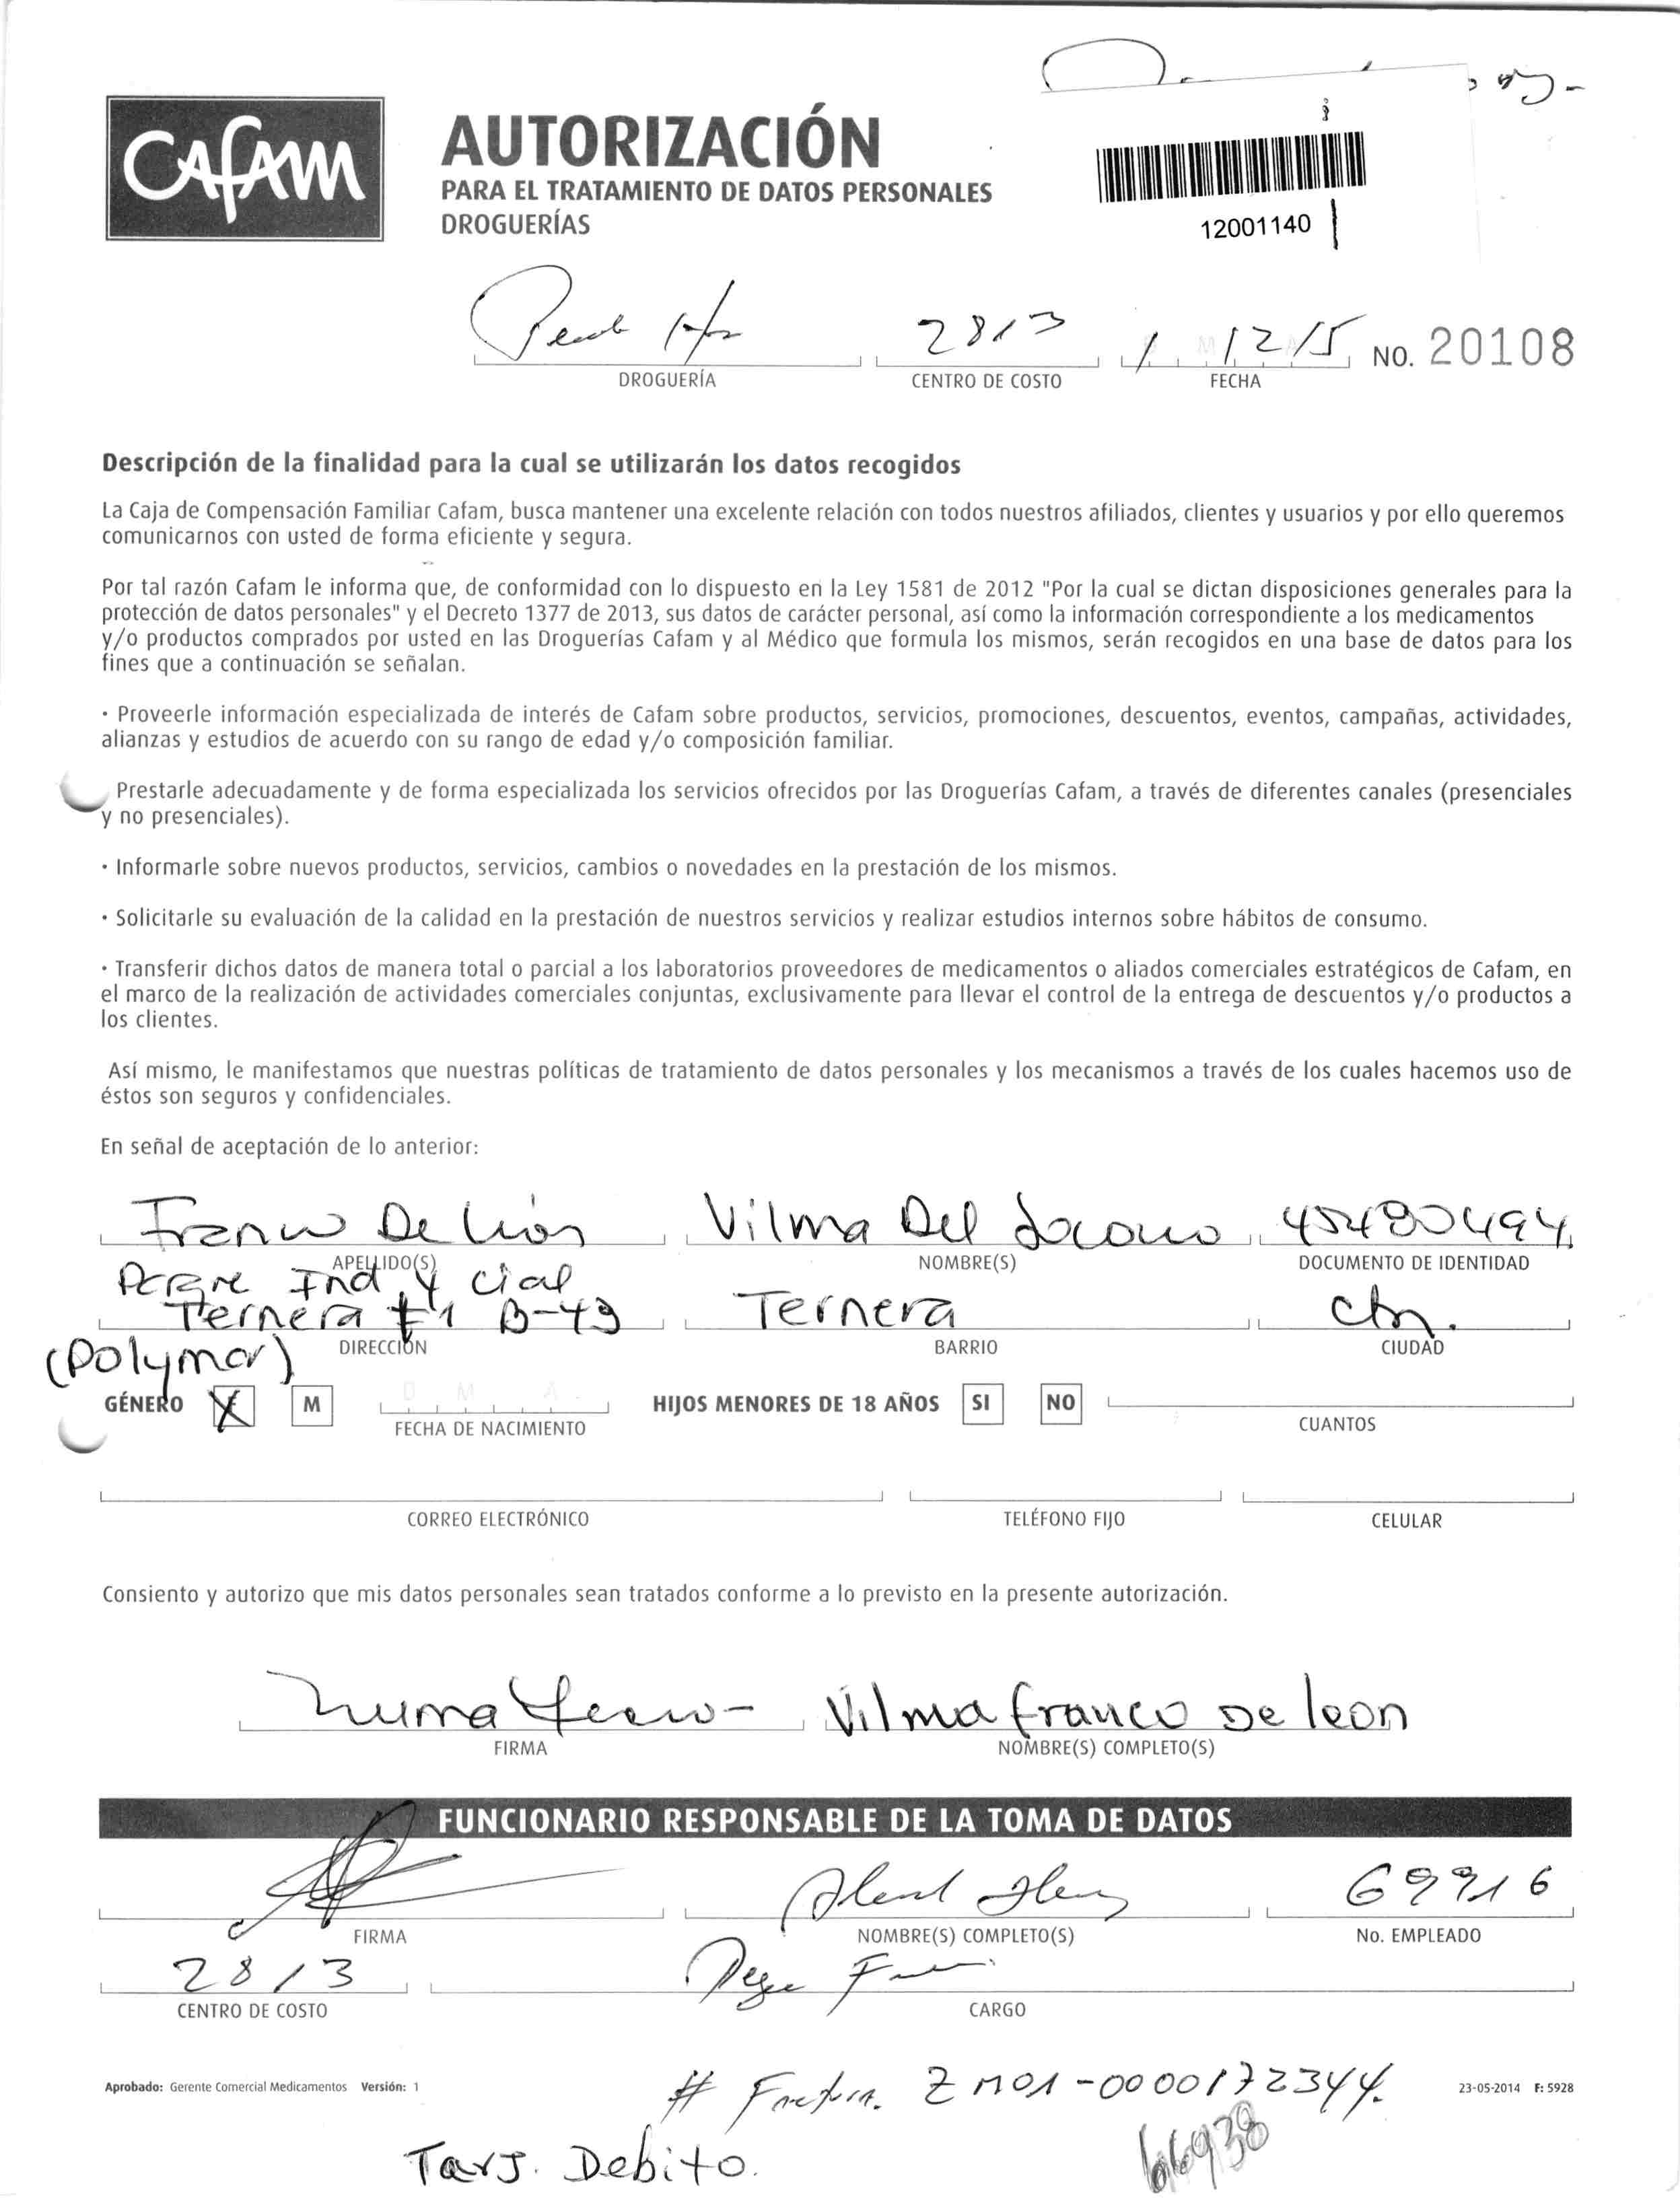 Cafam
AUTORIZACIÓN
PARA EL TRATAMIENTO DE DATOS PERSONALES
DROGUERÍAS
12001140
2813 1 12/15 No. 20108
DROGUERÍA CENTRO DE COSTO FECHA
Descripción de la finalidad para la cual se utilizarán los datos recogidos
La Caja de Compensación Familiar Cafam, busca mantener una excelente relación con todos nuestros afiliados, clientes y usuarios y por ello queremos
comunicarnos con usted de forma eficiente y segura.
Por tal razón Cafam le informa que, de conformidad con lo dispuesto en la Ley 1581 de 2012 "Por la cual se dictan disposiciones generales para la
protección de datos personales" y el Decreto 1377 de 2013, sus datos de carácter personal, así como la información correspondiente a los medicamentos
y/o productos comprados por usted en las Droguerías Cafam y al Médico que formula los mismos, serán recogidos en una base de datos para los
fines que a continuación se señalan.
· Proveerle información especializada de interés de Cafam sobre productos, servicios, promociones, descuentos, eventos, campañas, actividades,
alianzas y estudios de acuerdo con su rango de edad y/o composición familiar.
Prestarle adecuadamente y de forma especializada los servicios ofrecidos por las Droguerías Cafam, a través de diferentes canales (presenciales
y no presenciales).
· Informarle sobre nuevos productos, servicios, cambios o novedades en la prestación de los mismos.
· Solicitarle su evaluación de la calidad en la prestación de nuestros servicios y realizar estudios internos sobre hábitos de consumo.
· Transferir dichos datos de manera total o parcial a los laboratorios proveedores de medicamentos o aliados comerciales estratégicos de Cafam, en
el marco de la realización de actividades comerciales conjuntas, exclusivamente para llevar el control de la entrega de descuentos y/o productos a
los clientes.
Así mismo, le manifestamos que nuestras políticas de tratamiento de datos personales y los mecanismos a través de los cuales hacemos uso de
éstos son seguros y confidenciales.
En señal de aceptación de lo anterior:
Franco De León Vilma Del Socorro 45480494
APELLIDO(S) NOMBRE(S) DOCUMENTO DE IDENTIDAD
Parque Ind y cial
Ternera #1 B-49 Ternera Ctn.
DIRECCIÓN BARRIO CIUDAD
(Polymar)
GÉNERO X M D M A HIJOS MENORES DE 18 AÑOS SI NO
FECHA DE NACIMIENTO CUANTOS
CORREO ELECTRÓNICO TELÉFONO FIJO CELULAR
Consiento y autorizo que mis datos personales sean tratados conforme a lo previsto en la presente autorización.
Vilma Franco De leon
FIRMA NOMBRE(S) COMPLETO(S)
FUNCIONARIO RESPONSABLE DE LA TOMA DE DATOS
69916
FIRMA NOMBRE(S) COMPLETO(S) No. EMPLEADO
2813
CENTRO DE COSTO CARGO
Aprobado: Gerente Comercial Medicamentos Versión: 1
# Factura. ZM01-0000172344.
23-05-2014 F: 5928
Tarj. Debito.